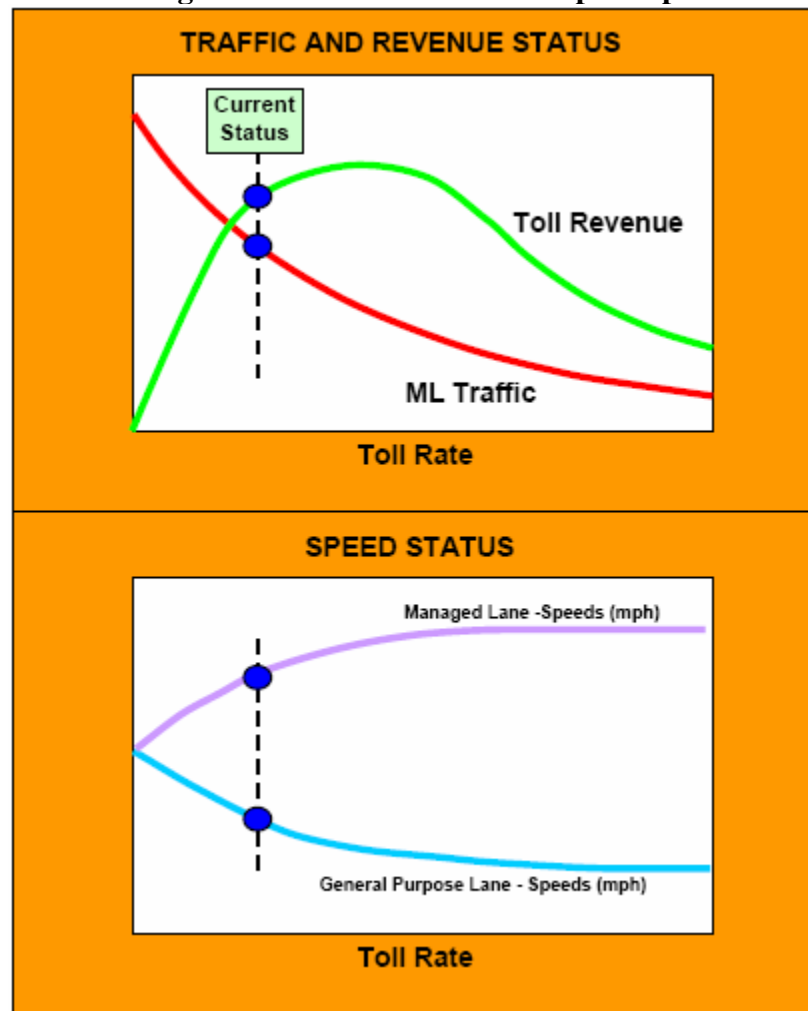 TRAFFIC AND REVENUE STATUS
Current
Status
Toll Revenue
ML Traffic
Toll Rate
SPEED STATUS
Managed Lane -Speeds (mph)
General Purpose Lane - Speeds (mph)
Toll Rate